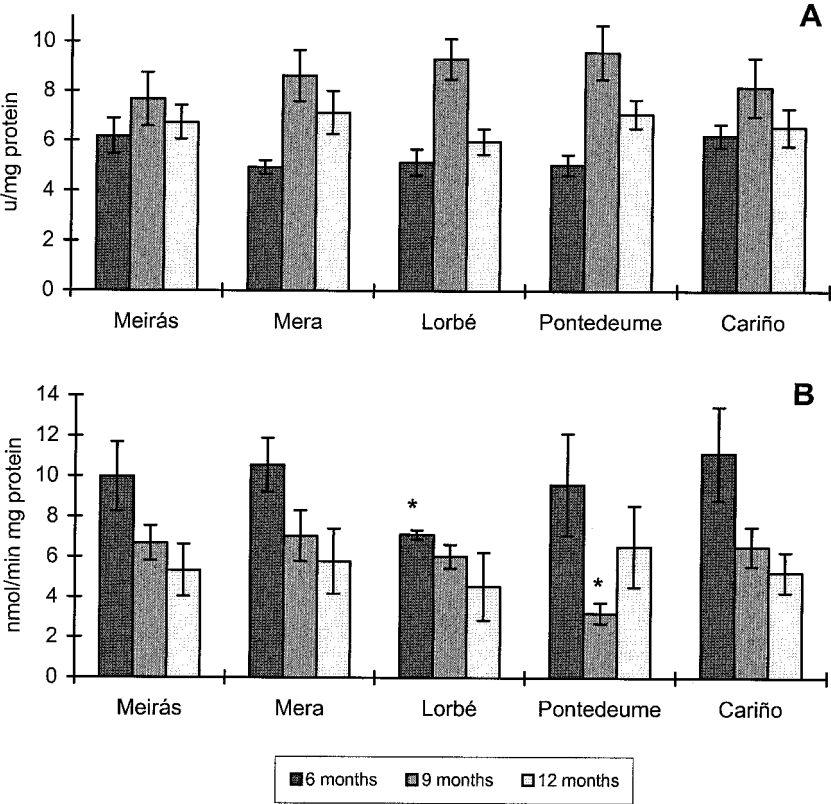 A
u/mg protein
10
8
6
4
2
0
Meirás Mera Lorbé Pontedeume Cariño
B
nmol/min mg protein
14
12
10
8
6
4
2
0
*
*
Meirás Mera Lorbé Pontedeume Cariño
6 months 9 months 12 months